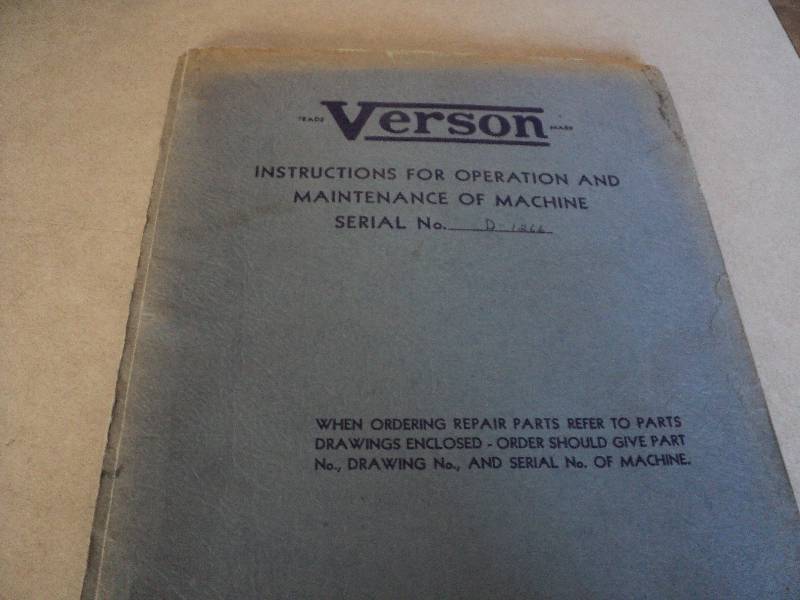 TRADE Verson MARK
INSTRUCTIONS FOR OPERATION AND
MAINTENANCE OF MACHINE
SERIAL No. D-1266
WHEN ORDERING REPAIR PARTS REFER TO PARTS
DRAWINGS ENCLOSED - ORDER SHOULD GIVE PART
No., DRAWING No., AND SERIAL No. OF MACHINE.